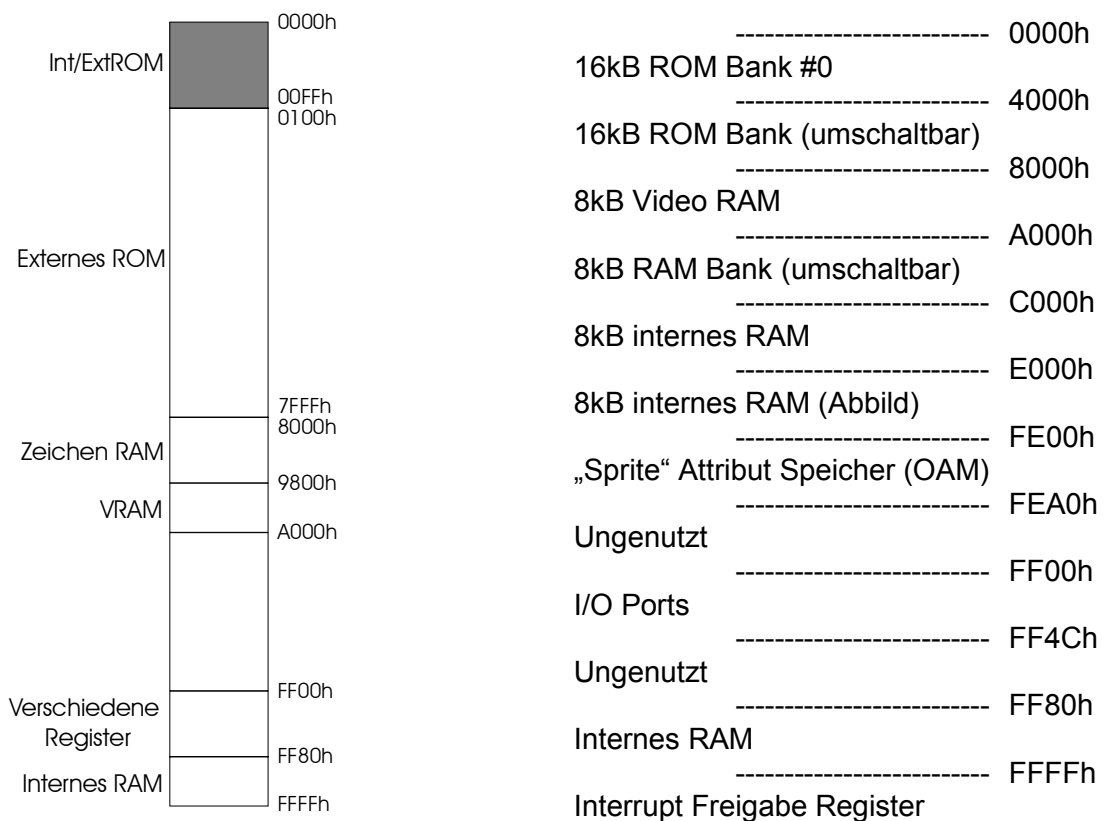 0000h
Int/ExtROM
00FFh
0100h
Externes ROM
7FFFh
8000h
Zeichen RAM
9800h
VRAM
A000h
FF00h
Verschiedene
Register
FF80h
Internes RAM
FFFFh
-------------------------- 0000h
16kB ROM Bank #0
-------------------------- 4000h
16kB ROM Bank (umschaltbar)
-------------------------- 8000h
8kB Video RAM
-------------------------- A000h
8kB RAM Bank (umschaltbar)
-------------------------- C000h
8kB internes RAM
-------------------------- E000h
8kB internes RAM (Abbild)
-------------------------- FE00h
„Sprite“ Attribut Speicher (OAM)
-------------------------- FEA0h
Ungenutzt
-------------------------- FF00h
I/O Ports
-------------------------- FF4Ch
Ungenutzt
-------------------------- FF80h
Internes RAM
-------------------------- FFFFh
Interrupt Freigabe Register